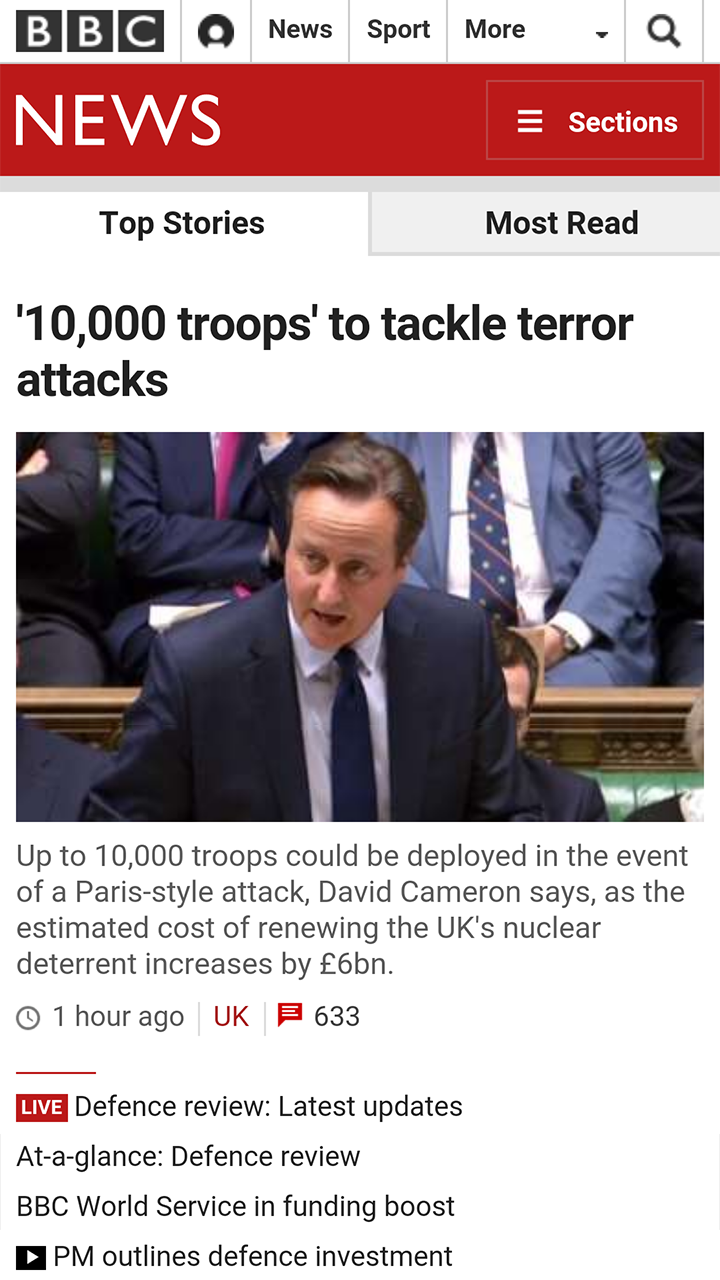 BBC News Sport More
NEWS Sections
Top Stories Most Read
'10,000 troops' to tackle terror
attacks
Up to 10,000 troops could be deployed in the event
of a Paris-style attack, David Cameron says, as the
estimated cost of renewing the UK's nuclear
deterrent increases by £6bn.
1 hour ago UK 633
LIVE Defence review: Latest updates
At-a-glance: Defence review
BBC World Service in funding boost
PM outlines defence investment